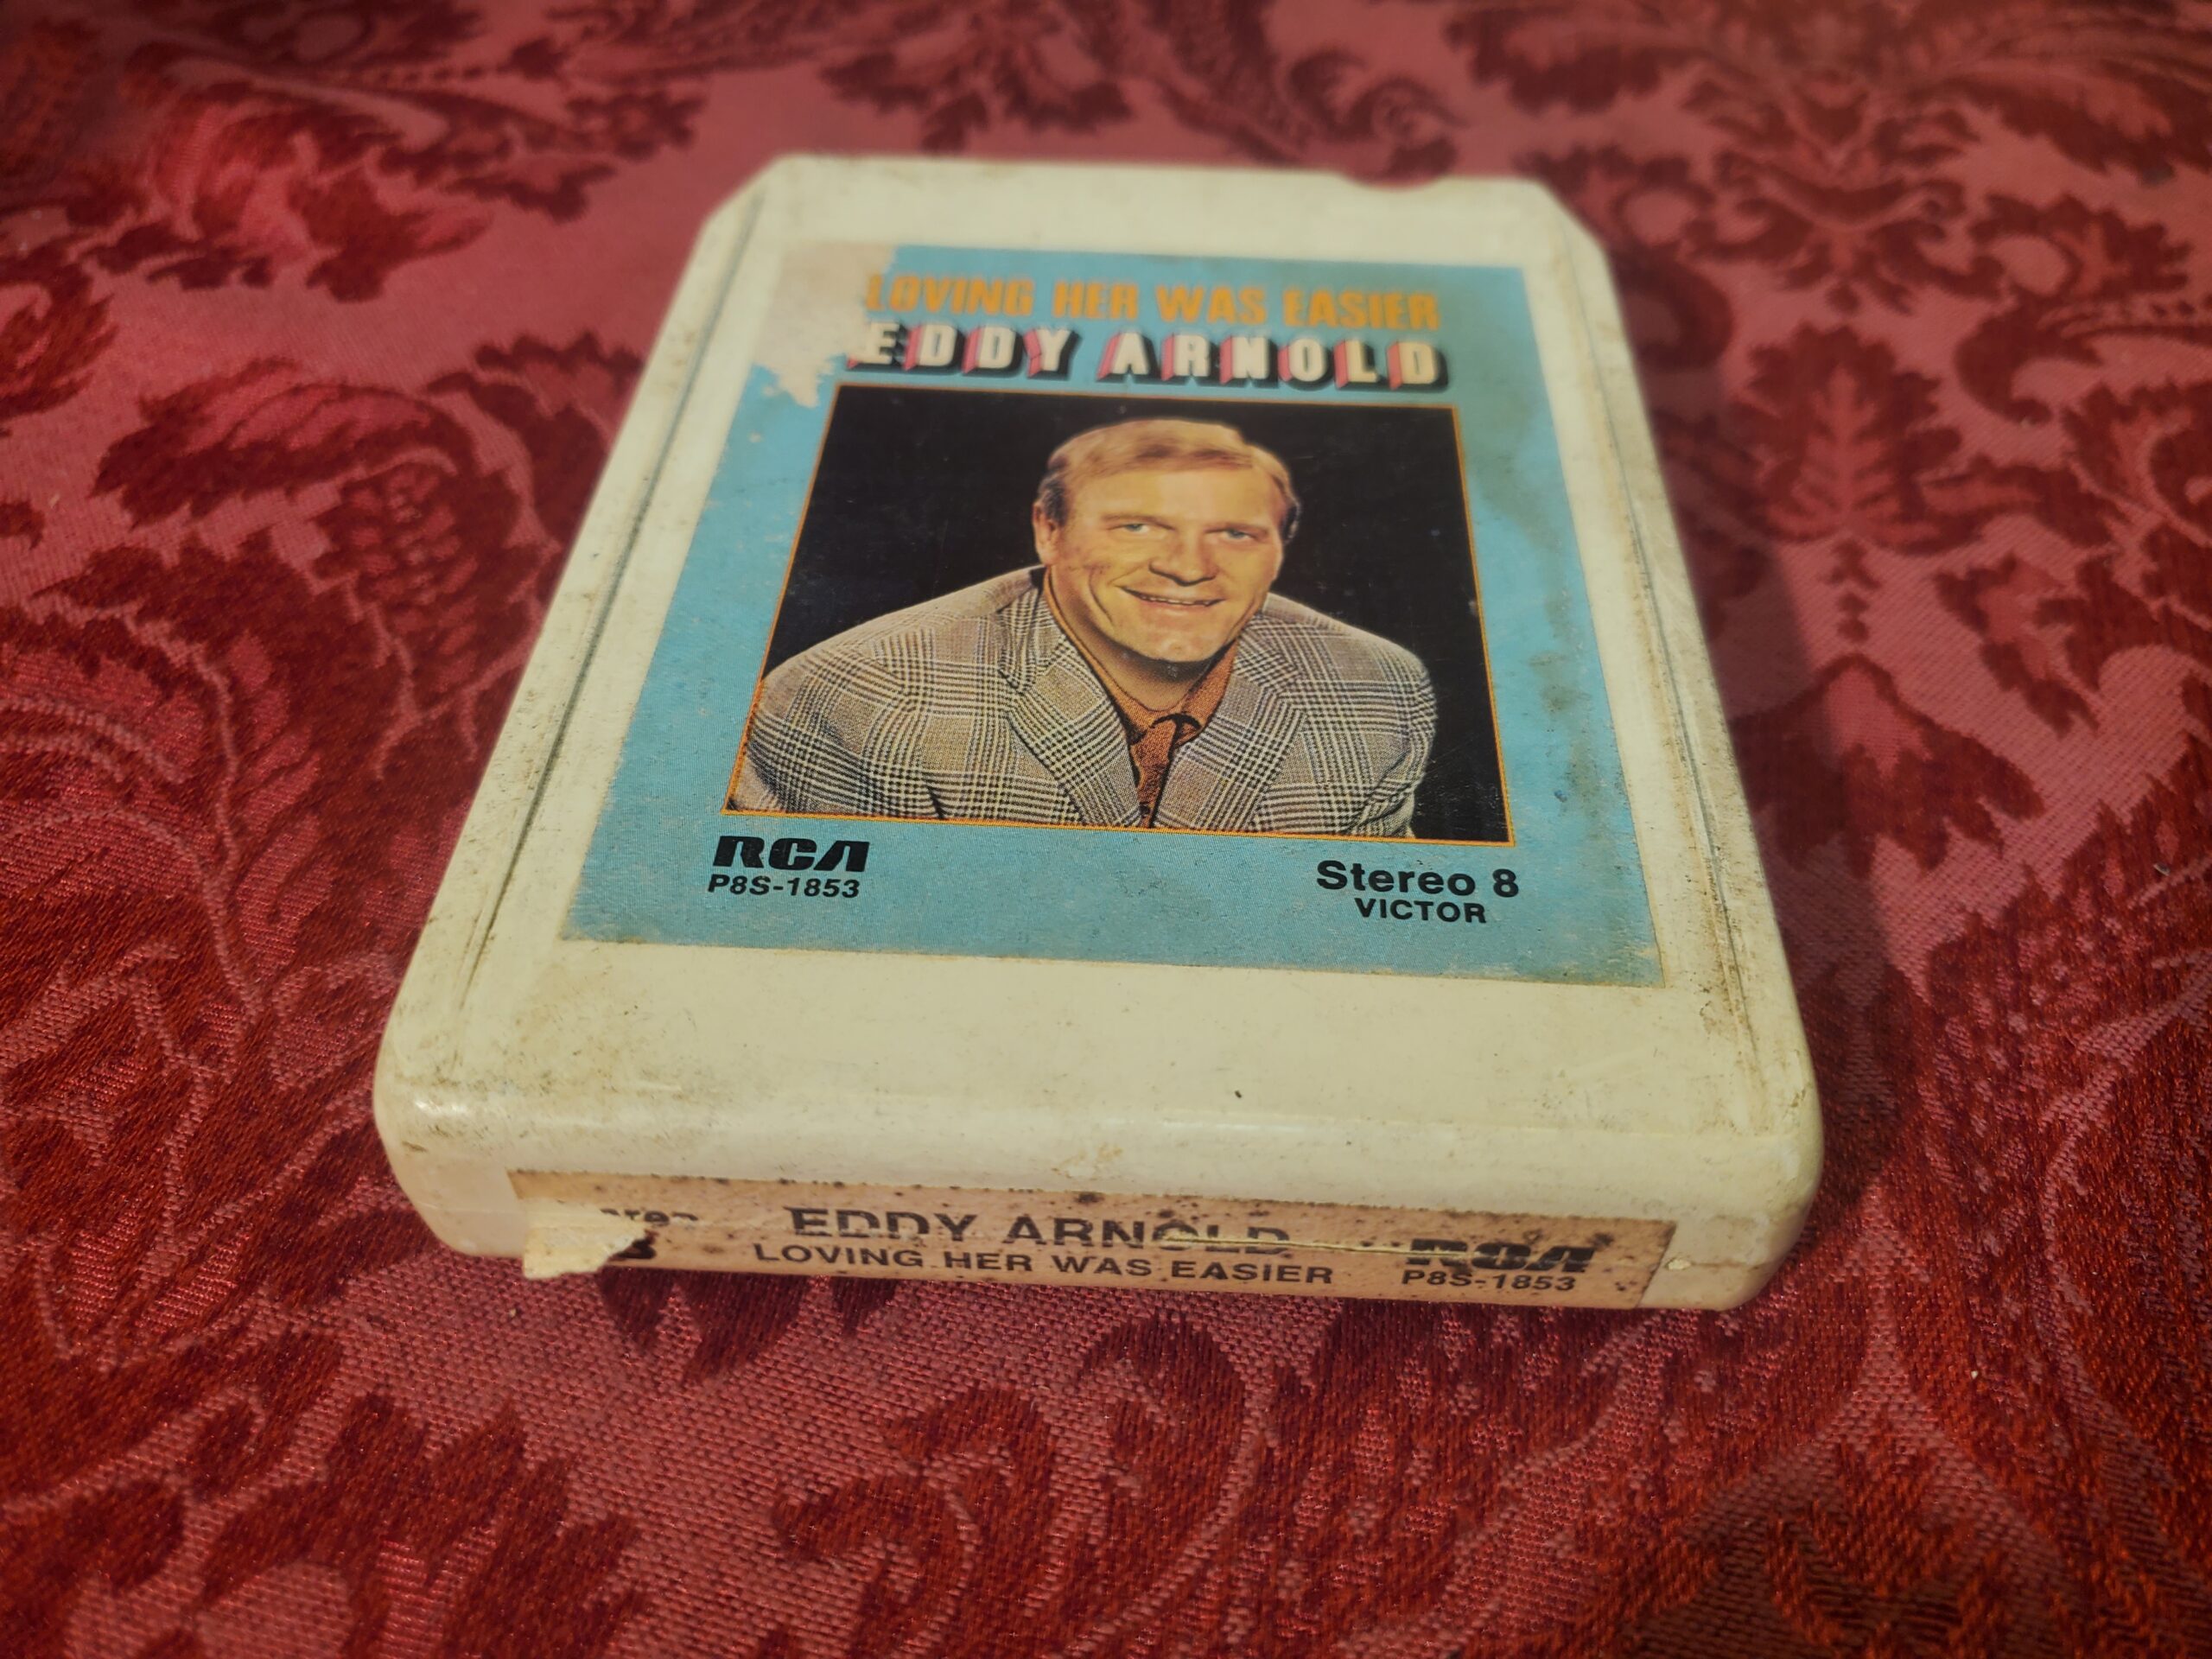 LOVING HER WAS EASIER
EDDY ARNOLD
RCA
P8S-1853
Stereo 8
VICTOR
8
EDDY ARNOLD
LOVING HER WAS EASIER
RCA
P8S-1853